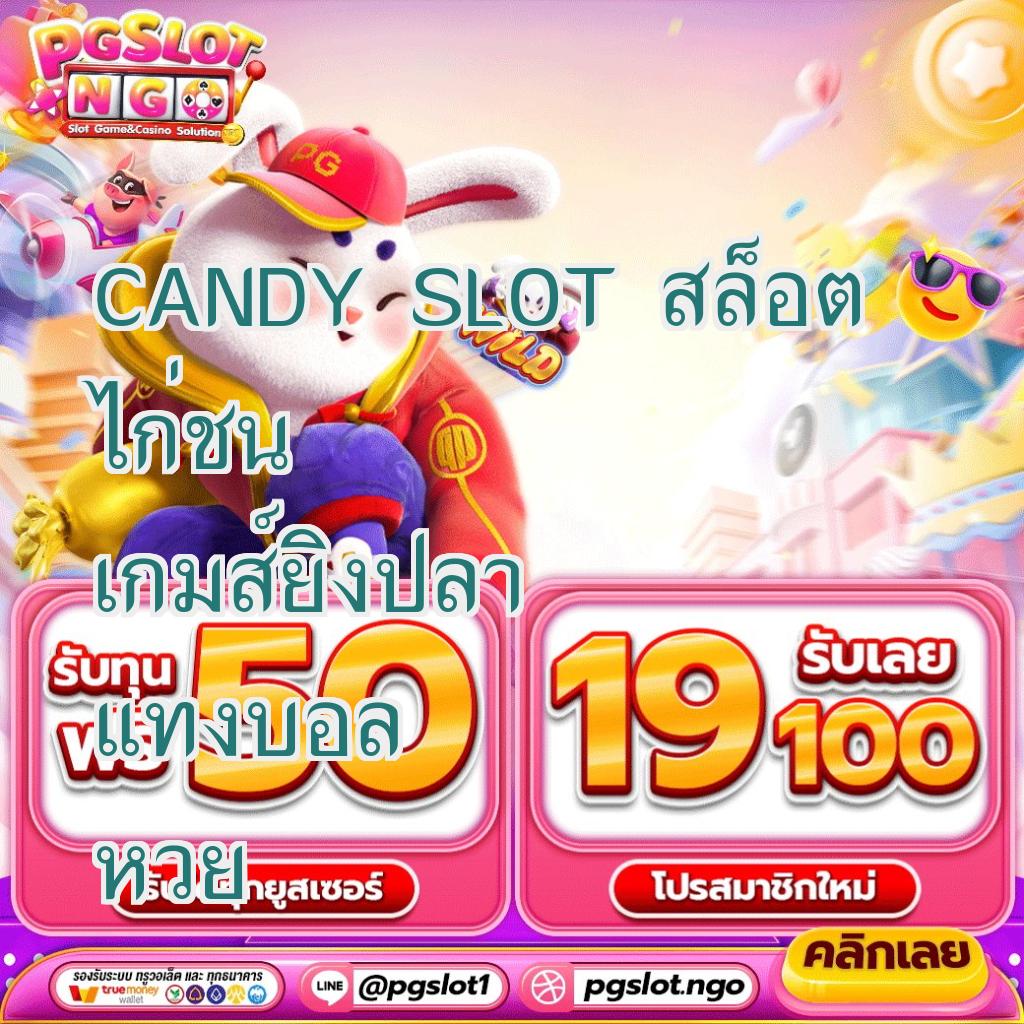 PGSLOT
NGO
Slot Game&Casino Solution
PG
CANDY SLOT สล็อต
WILD
ไก่ชน
เกมส์ยิงปลา
รับทุน
50
แทงบอล
หวย
ยูสเซอร์
19
รับเลย
100
โปรสมาชิกใหม่
คลิกเลย
รองรับระบบ ทรูวอเล็ต และ ทุกธนาคาร
truemoney
wallet
LINE
@pgslot1
pgslot.ngo